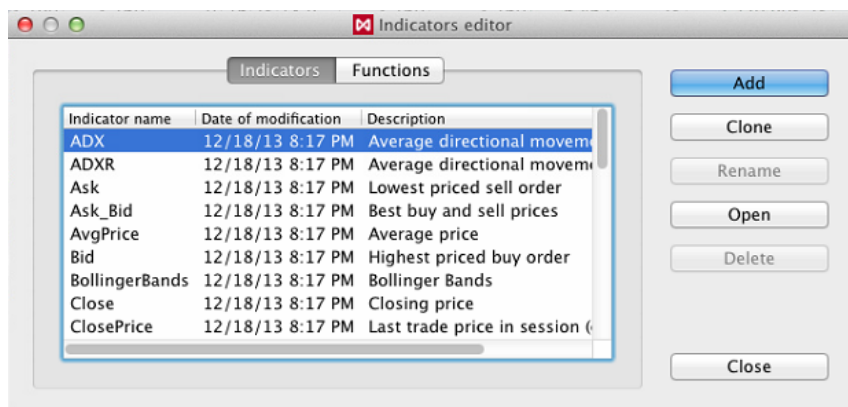 Indicators editor
Indicators Functions
Indicator name Date of modification Description
ADX 12/18/13 8:17 PM Average directional
ADXR 12/18/13 8:17 PM Average directional
Ask 12/18/13 8:17 PM Lowest priced sell order
Ask_Bid 12/18/13 8:17 PM Best buy and sell prices
AvgPrice 12/18/13 8:17 PM Average price
Bid 12/18/13 8:17 PM Highest priced buy order
BollingerBands 12/18/13 8:17 PM Bollinger Bands
Close 12/18/13 8:17 PM Closing price
ClosePrice 12/18/13 8:17 PM Last trade price in session
Add
Clone
Rename
Open
Delete
Close